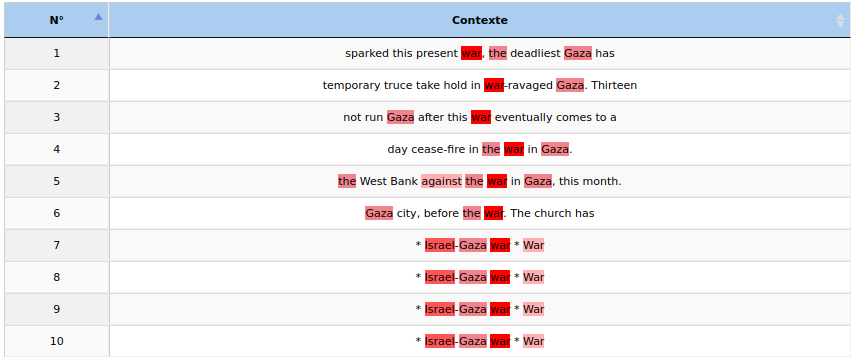 N° Contexte
1 sparked this present war, the deadliest Gaza has
2 temporary truce take hold in war-ravaged Gaza. Thirteen
3 not run Gaza after this war eventually comes to a
4 day cease-fire in the war in Gaza.
5 the West Bank against the war in Gaza, this month.
6 Gaza city, before the war. The church has
7 * Israel-Gaza war * War
8 * Israel-Gaza war * War
9 * Israel-Gaza war * War
10 * Israel-Gaza war * War